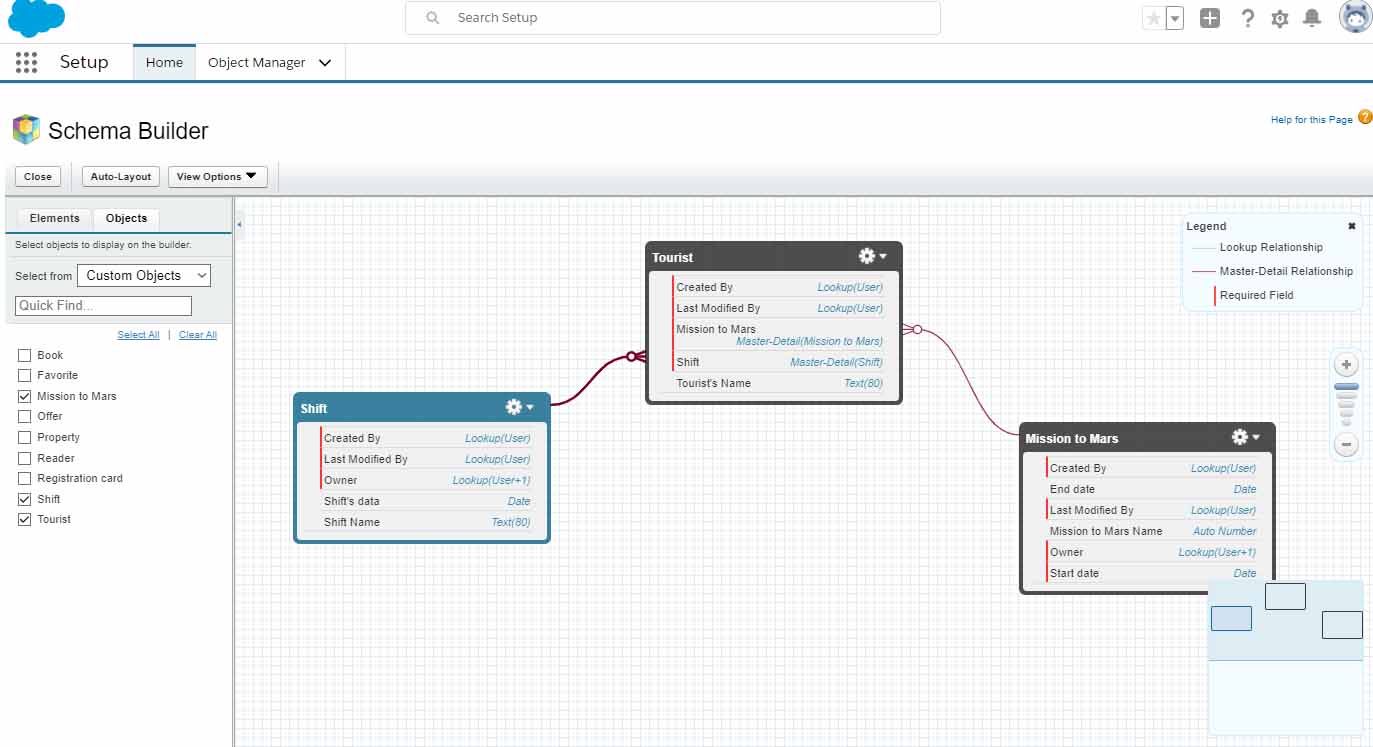 Search Setup
Setup
Home
Object Manager
Schema Builder
Help for this Page
Close
Auto-Layout
View Options
Elements
Objects
Select objects to display on the builder.
Select from Custom Objects
Quick Find...
Select All | Clear All
Book
Favorite
Mission to Mars
Offer
Property
Reader
Registration card
Shift
Tourist
Shift
Created By Lookup(User)
Last Modified By Lookup(User)
Owner Lookup(User+1)
Shift's data Date
Shift Name Text(80)
Tourist
Created By Lookup(User)
Last Modified By Lookup(User)
Mission to Mars
Master-Detail(Mission to Mars)
Shift Master-Detail(Shift)
Tourist's Name Text(80)
Mission to Mars
Created By Lookup(User)
End date Date
Last Modified By Lookup(User)
Mission to Mars Name Auto Number
Owner Lookup(User+1)
Start date Date
Legend
Lookup Relationship
Master-Detail Relationship
Required Field